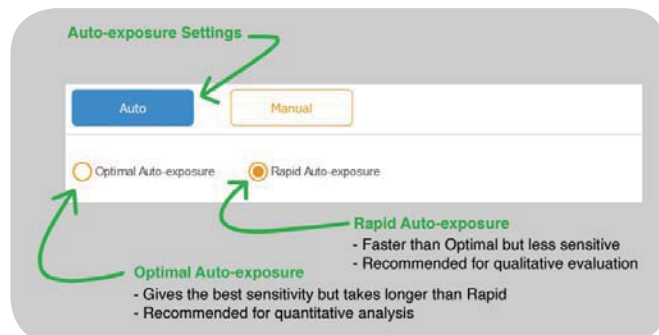 Auto-exposure Settings
Auto
Manual
Optimal Auto-exposure
Rapid Auto-exposure
Rapid Auto-exposure
- Faster than Optimal but less sensitive
- Recommended for qualitative evaluation
Optimal Auto-exposure
- Gives the best sensitivity but takes longer than Rapid
- Recommended for quantitative analysis